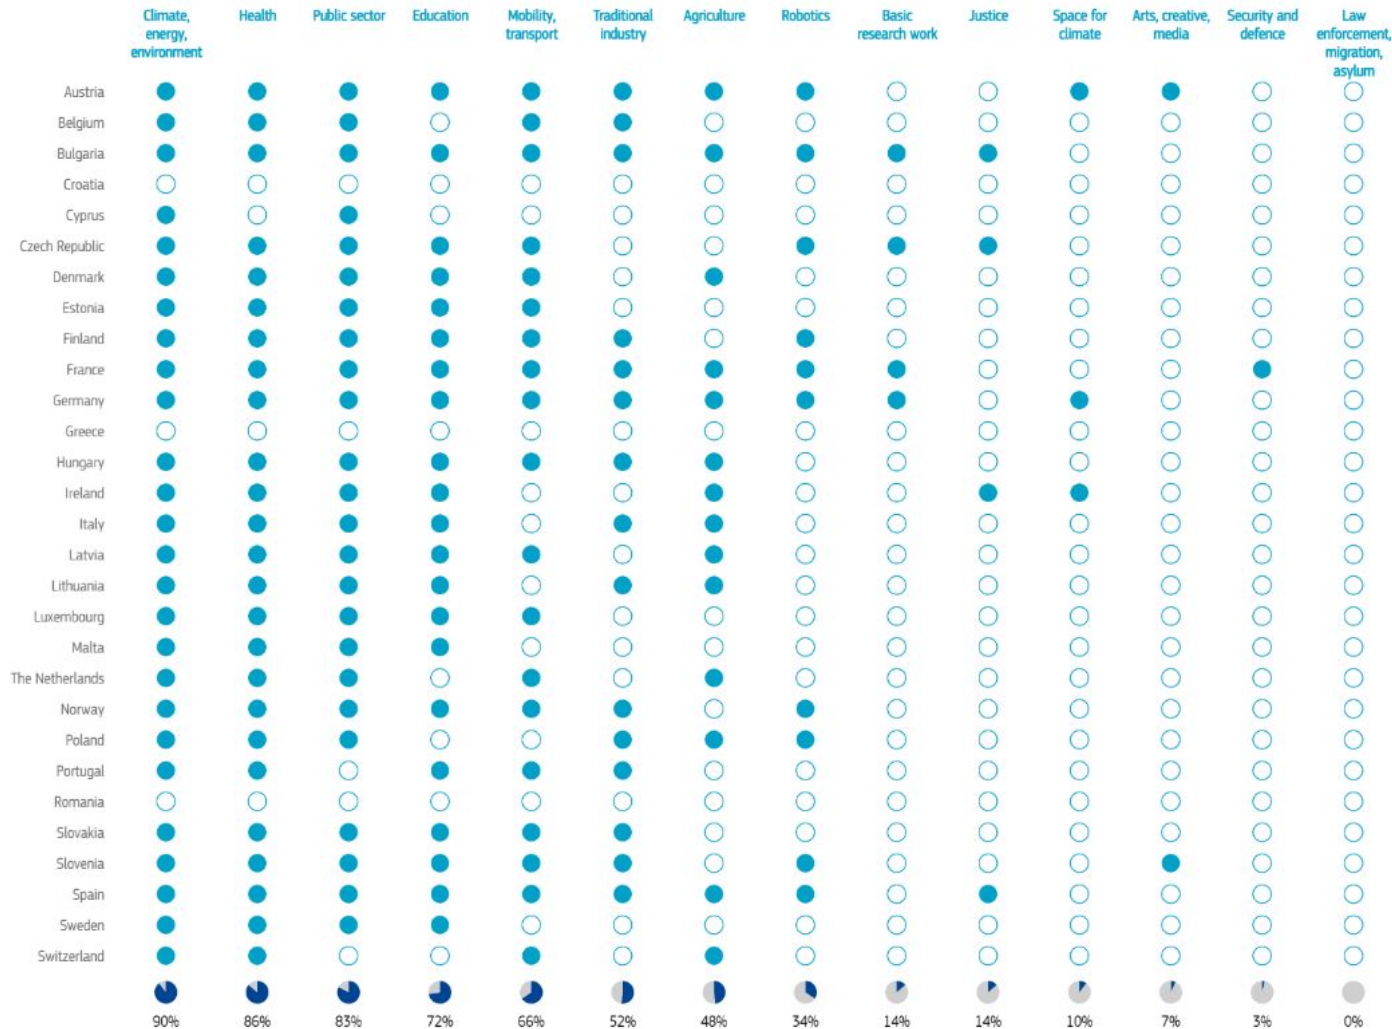 Climate,
energy,
environment
Health
Public sector
Education
Mobility,
transport
Traditional
industry
Agriculture
Robotics
Basic
research work
Justice
Space for
climate
Arts, creative,
media
Security and
defence
Law
enforcement,
migration,
asylum
Austria
Belgium
Bulgaria
Croatia
Cyprus
Czech Republic
Denmark
Estonia
Finland
France
Germany
Greece
Hungary
Ireland
Italy
Latvia
Lithuania
Luxembourg
Malta
The Netherlands
Norway
Poland
Portugal
Romania
Slovakia
Slovenia
Spain
Sweden
Switzerland
90% 86% 83% 72% 66% 52% 48% 34% 14% 14% 10% 7% 3% 0%